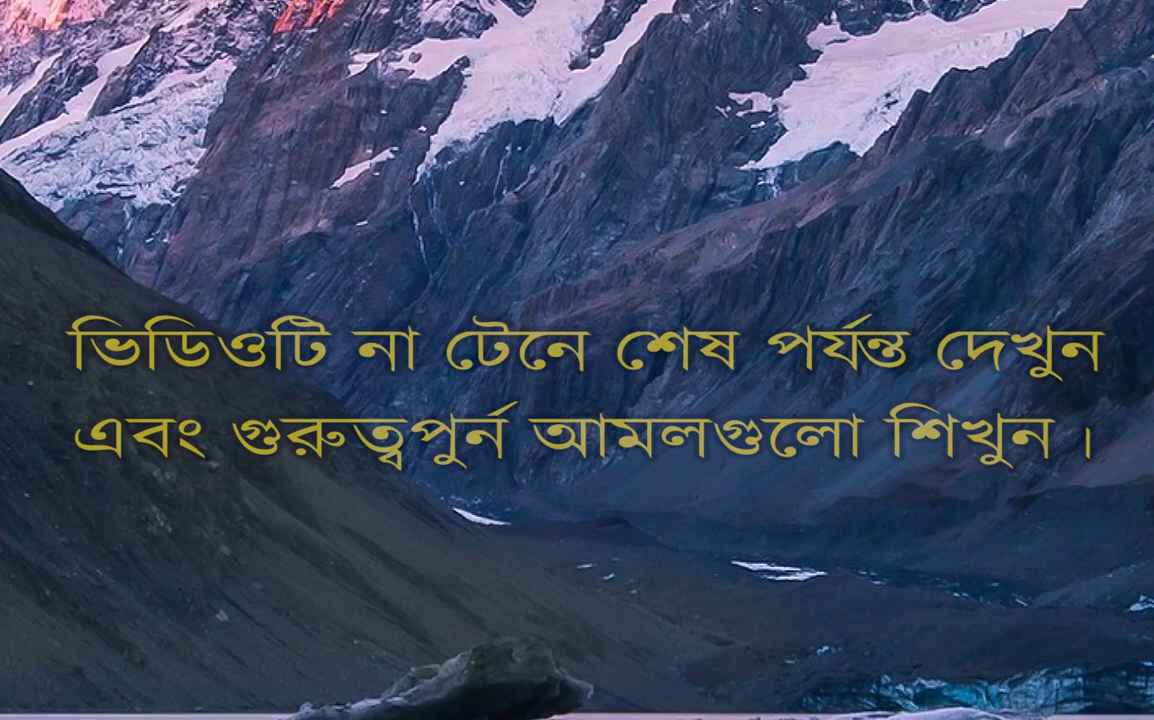 ভিডিওটি না টেনে শেষ পর্যন্ত দেখুন
এবং গুরুত্বপুর্ন আমলগুলো শিখুন।